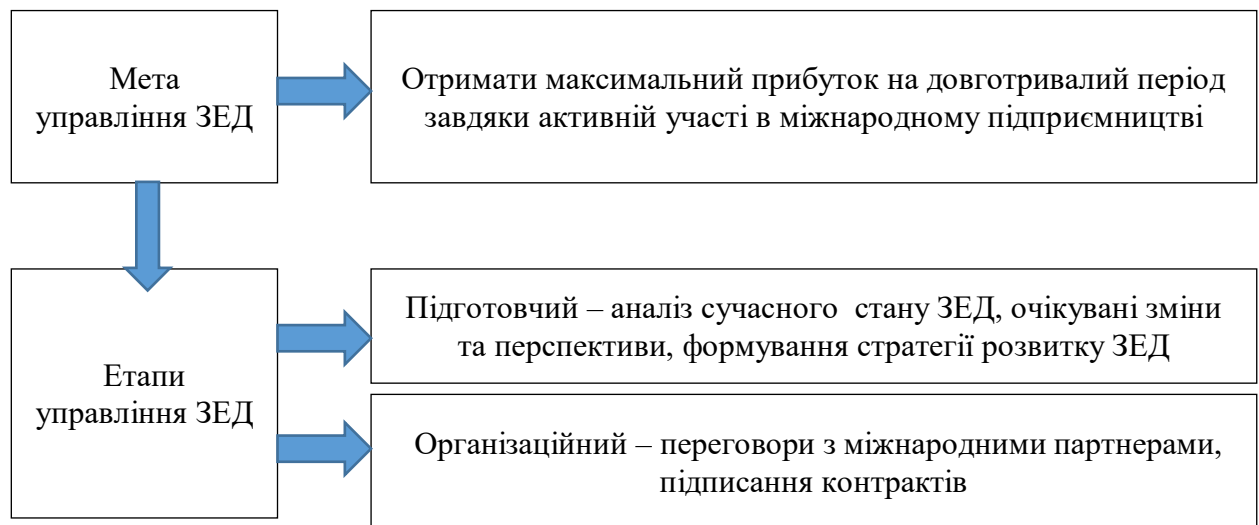 Мета
управління ЗЕД
Отримати максимальний прибуток на довготривалий період
завдяки активній участі в міжнародному підприємництві
Етапи
управління ЗЕД
Підготовчий – аналіз сучасного стану ЗЕД, очікувані зміни
та перспективи, формування стратегії розвитку ЗЕД
Організаційний – переговори з міжнародними партнерами,
підписання контрактів